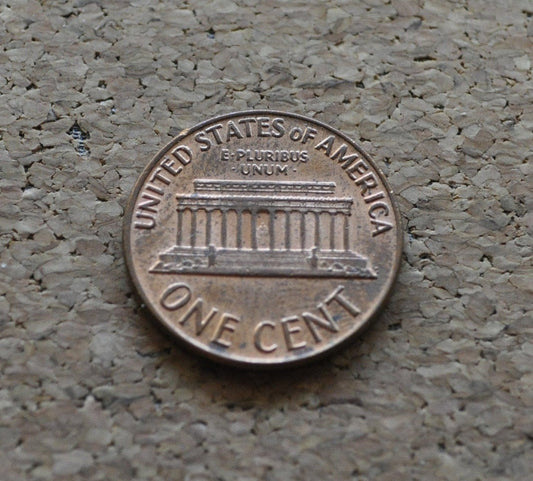 UNITED STATES OF AMERICA
E·PLURIBUS
·UNUM·
ONE CENT